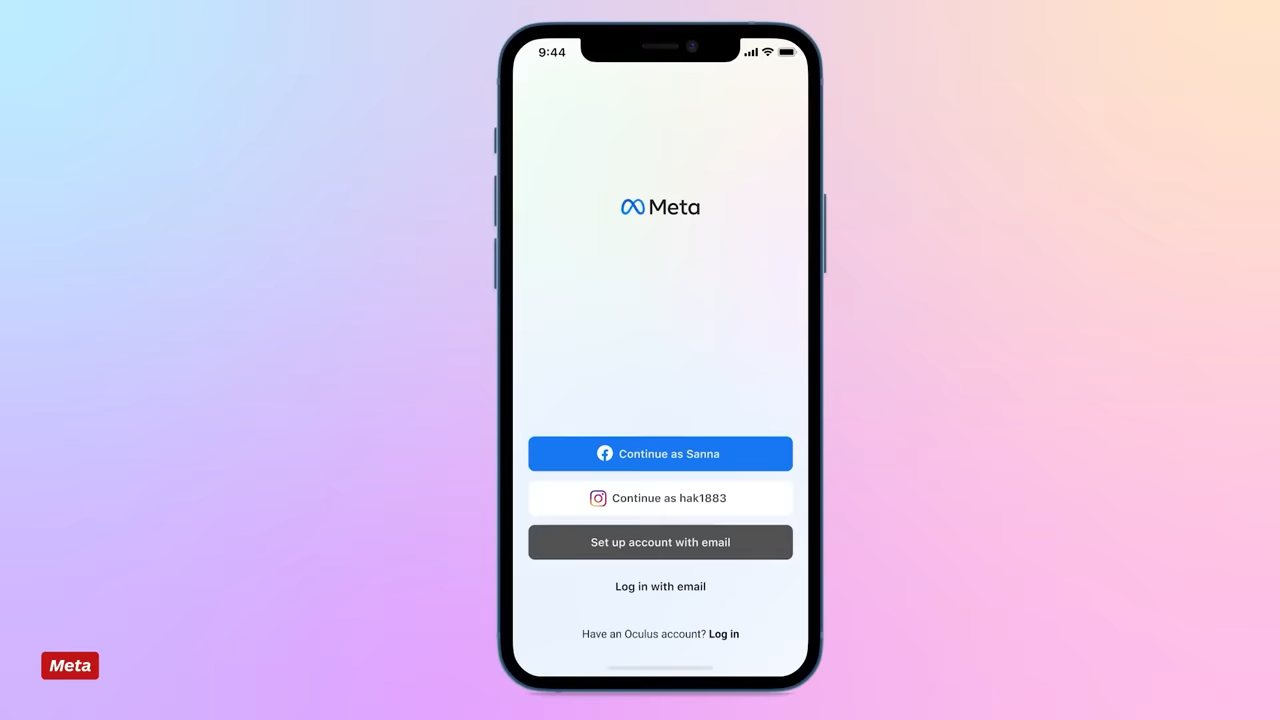 9:44
Meta
Continue as Sanna
Continue as hak1883
Set up account with email
Log in with email
Have an Oculus account? Log in
Meta